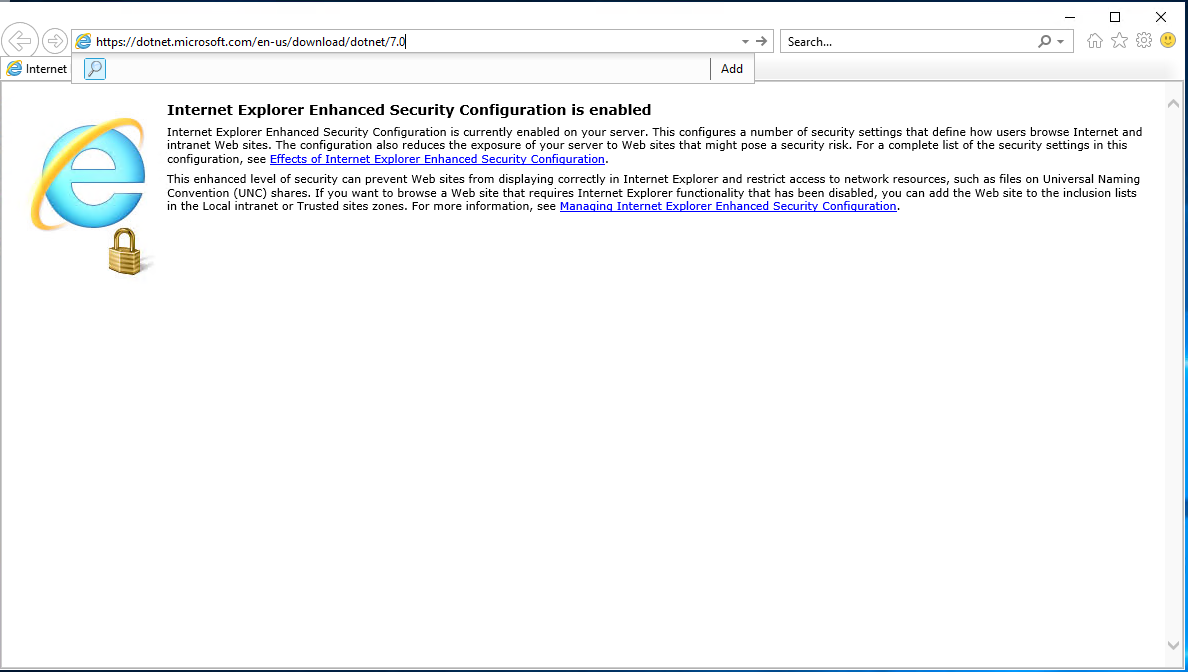 https://dotnet.microsoft.com/en-us/download/dotnet/7.0
Search...
Internet
Add
Internet Explorer Enhanced Security Configuration is enabled
Internet Explorer Enhanced Security Configuration is currently enabled on your server. This configures a number of security settings that define how users browse Internet and
intranet Web sites. The configuration also reduces the exposure of your server to Web sites that might pose a security risk. For a complete list of the security settings in this
configuration, see Effects of Internet Explorer Enhanced Security Configuration.
This enhanced level of security can prevent Web sites from displaying correctly in Internet Explorer and restrict access to network resources, such as files on Universal Naming
Convention (UNC) shares. If you want to browse a Web site that requires Internet Explorer functionality that has been disabled, you can add the Web site to the inclusion lists
in the Local intranet or Trusted sites zones. For more information, see Managing Internet Explorer Enhanced Security Configuration.